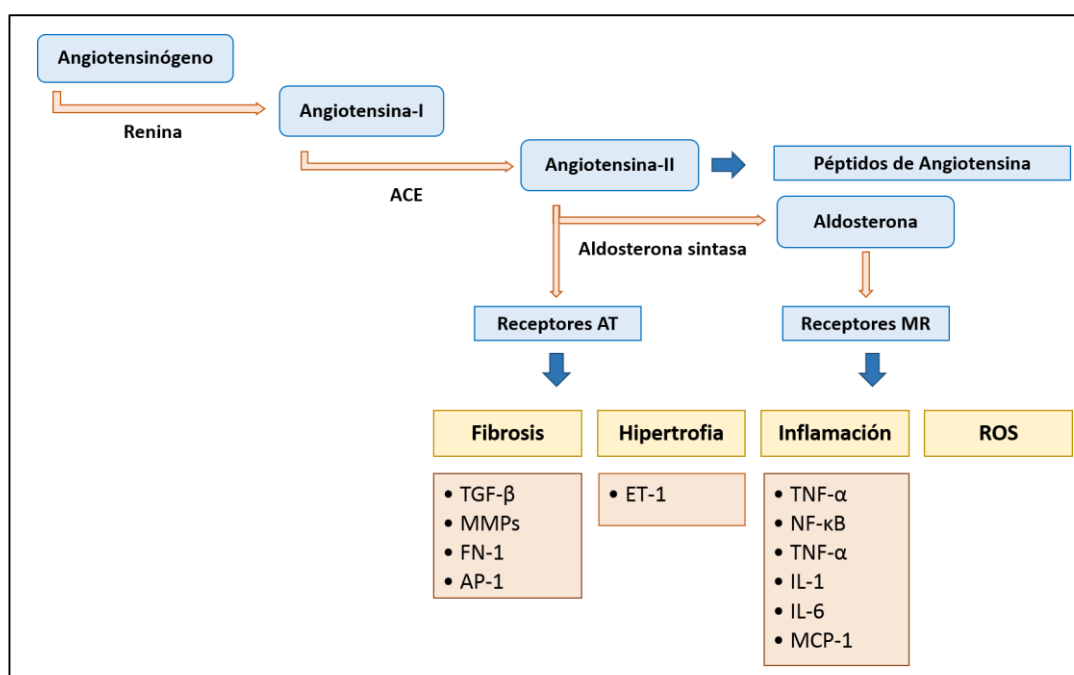 Angiotensinógeno
Renina
Angiotensina-I
ACE
Angiotensina-II
Péptidos de Angiotensina
Aldosterona sintasa
Aldosterona
Receptores AT
Receptores MR
Fibrosis
Hipertrofia
Inflamación
ROS
• TGF-β
• MMPs
• FN-1
• AP-1
• ET-1
• TNF-α
• NF-κB
• TNF-α
• IL-1
• IL-6
• MCP-1